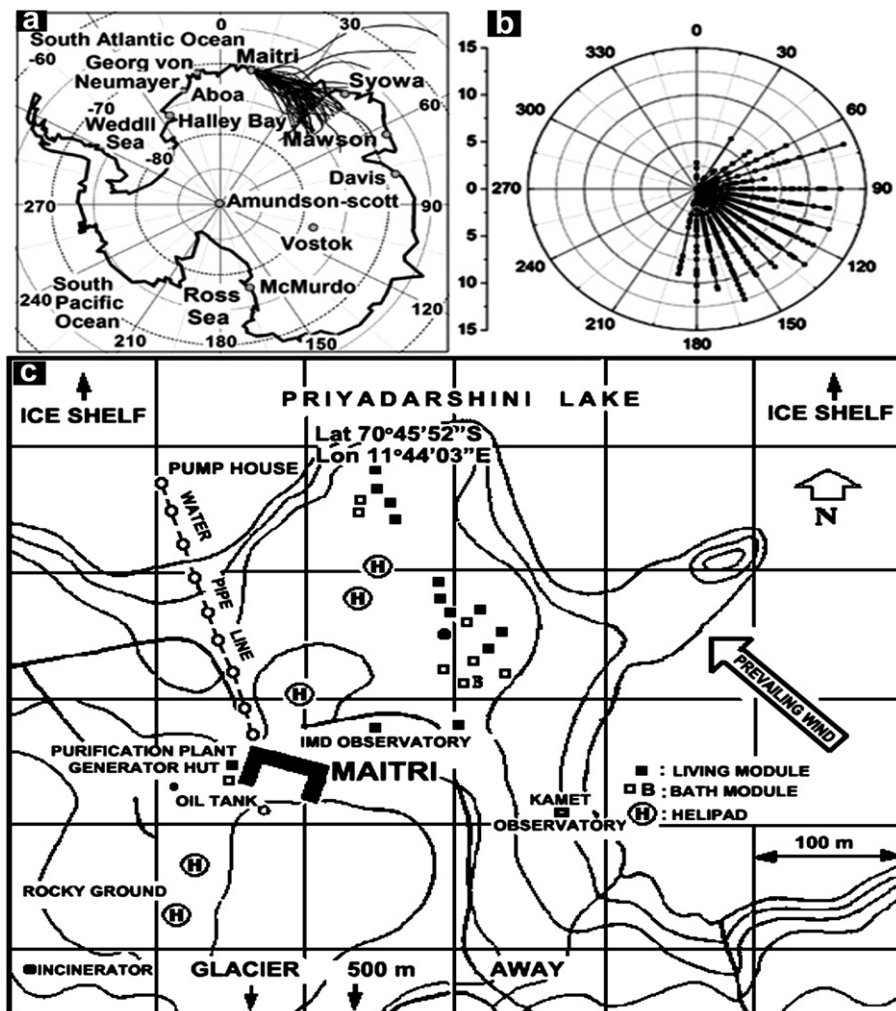 a
0
30
South Atlantic Ocean
Maitri
-60
Georg von
Neumayer
Syowa
Aboa
-70
60
Weddll
Sea
Halley Bay
Mawson
-80
Davis
270
Amundson-scott
90
Vostok
South
Pacific
Ocean
Ross
Sea
McMurdo
240
120
210
180
150
b
15
10
5
0
5
10
15
0
330
30
300
60
270
90
240
120
210
150
180
c
ICE SHELF
PRIYADARSHINI LAKE
ICE SHELF
Lat 70°45'52"S
Lon 11°44'03"E
PUMP HOUSE
WATER
PIPE
LINE
N
H
H
H
B
PREVAILING WIND
IMD OBSERVATORY
PURIFICATION PLANT
GENERATOR HUT
MAITRI
OIL TANK
KAMET
OBSERVATORY
: LIVING MODULE
B : BATH MODULE
H : HELIPAD
100 m
H
ROCKY GROUND
H
INCINERATOR
GLACIER 500 m AWAY